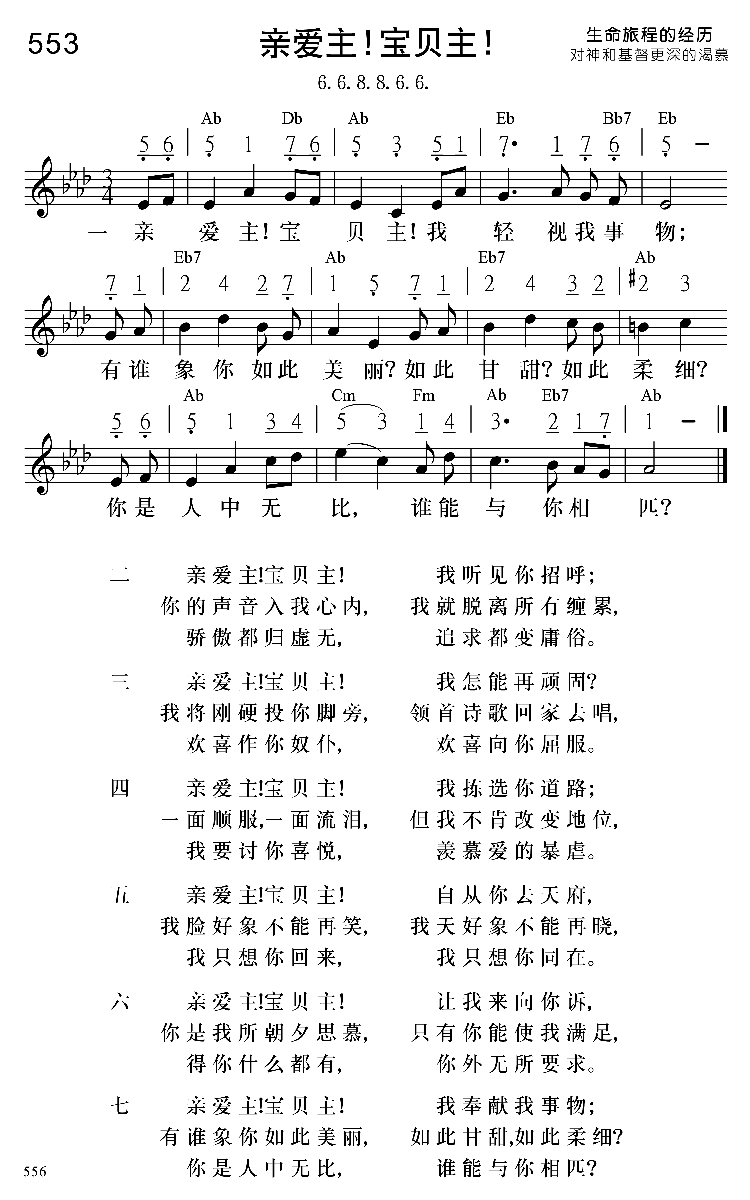 553 亲爱主！宝贝主！ 生命旅程的经历
对神和基督更深的渴慕
6. 6. 8. 8. 6. 6.
Ab Db Ab Eb Bb7 Eb
5 6 | 5 1 7 6 | 5 3 5 1 | 7· 1 7 6 | 5 －
3/4
一 亲 爱 主！宝 贝 主！我 轻 视我事 物；
Eb7 Ab Eb7 Ab
7 1 | 2 4 2 7 | 1 5 7 1 | 2 4 3 2 | #2 3
有谁 象 你 如此 美 丽？如此 甘 甜？如此 柔 细？
Ab Cm Fm Ab Eb7 Ab
5 6 | 5 1 3 4 | 5 3 1 4 | 3· 2 1 7 | 1 －
你是 人 中 无 比， 谁能 与 你相 匹？
二 亲爱主！宝贝主！ 我听见你招呼；
你的声音入我心内， 我就脱离所有缠累，
骄傲都归虚无， 追求都变庸俗。
三 亲爱主！宝贝主！ 我怎能再顽固？
我将刚硬投你脚旁， 领首诗歌回家去唱，
欢喜作你奴仆， 欢喜向你屈服。
四 亲爱主！宝贝主！ 我拣选你道路；
一面顺服，一面流泪， 但我不肯改变地位，
我要讨你喜悦， 羡慕爱的暴虐。
五 亲爱主！宝贝主！ 自从你去天府，
我脸好象不能再笑， 我天好象不能再晓，
我只想你回来， 我只想你同在。
六 亲爱主！宝贝主！ 让我来向你诉，
你是我所朝夕思慕， 只有你能使我满足，
得你什么都有， 你外无所要求。
七 亲爱主！宝贝主！ 我奉献我事物；
有谁象你如此美丽， 如此甘甜，如此柔细？
你是人中无比， 谁能与你相匹？
556